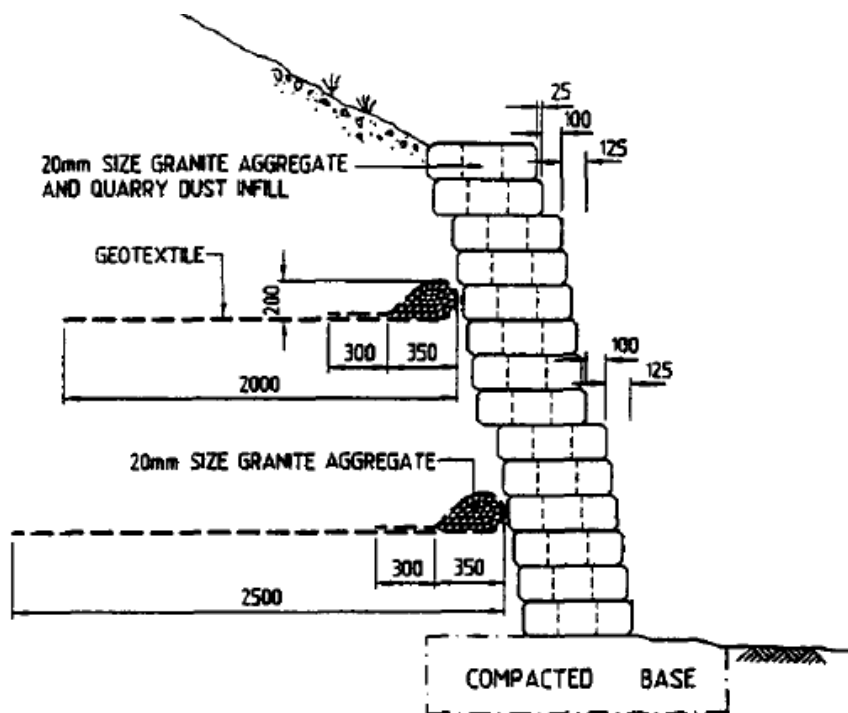 25
100
125
20mm SIZE GRANITE AGGREGATE
AND QUARRY DUST INFILL
GEOTEXTILE
200
300 350
2000
100
125
20mm SIZE GRANITE AGGREGATE
300 350
2500
COMPACTED BASE